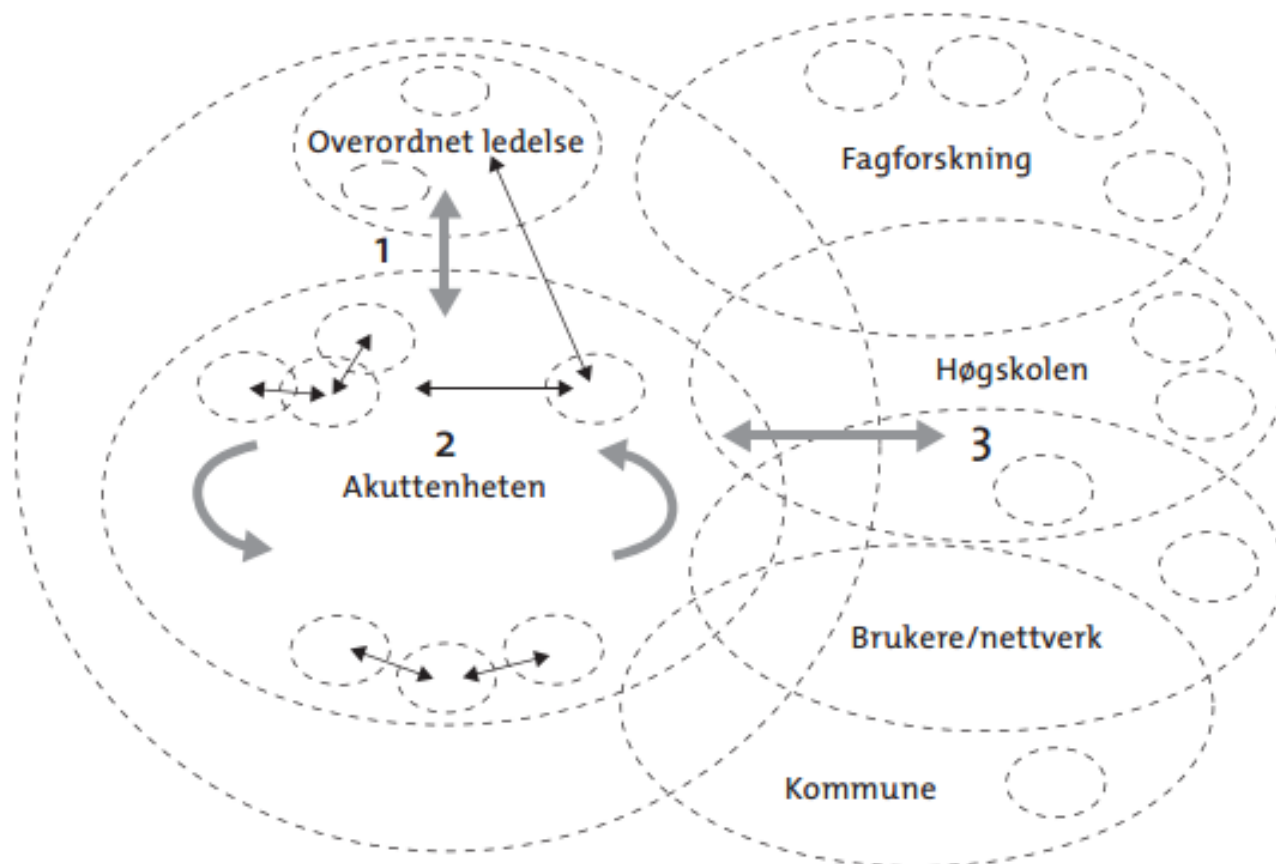 Overordnet ledelse
Fagforskning
1
Høgskolen
2
3
Akuttenheten
Brukere/nettverk
Kommune